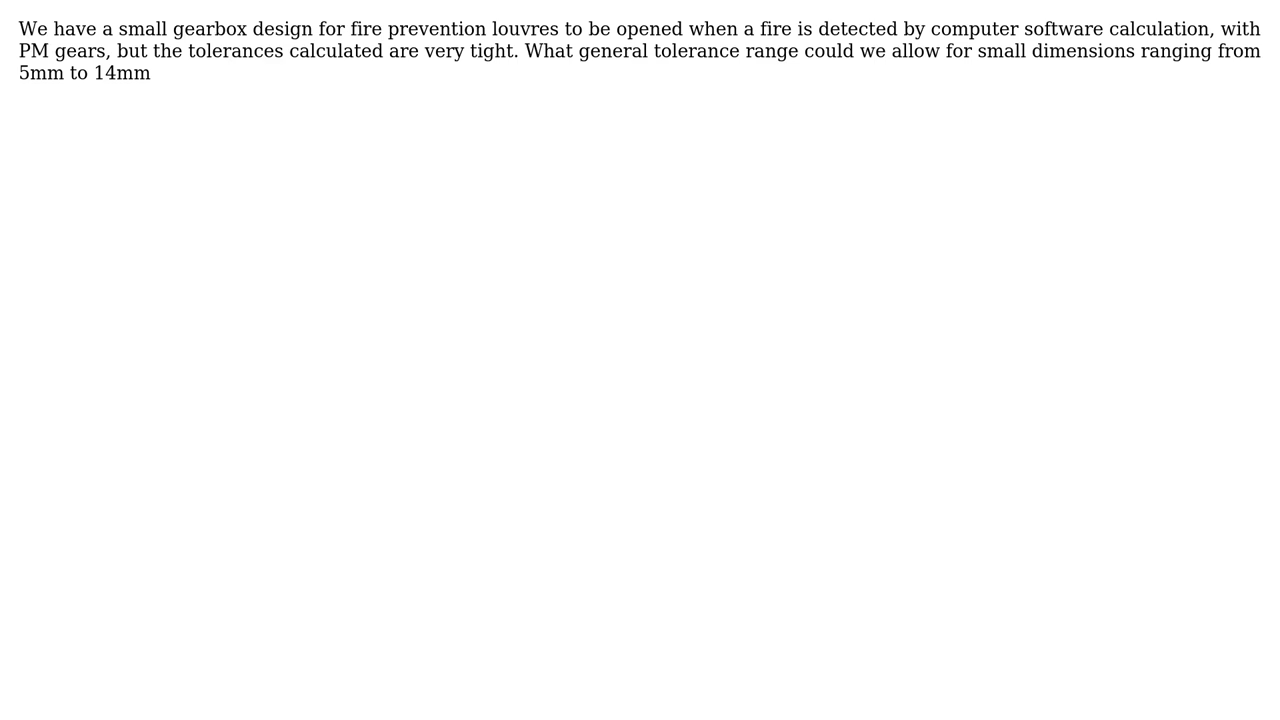 We have a small gearbox design for fire prevention louvres to be opened when a fire is detected by computer software calculation, with
PM gears, but the tolerances calculated are very tight. What general tolerance range could we allow for small dimensions ranging from
5mm to 14mm